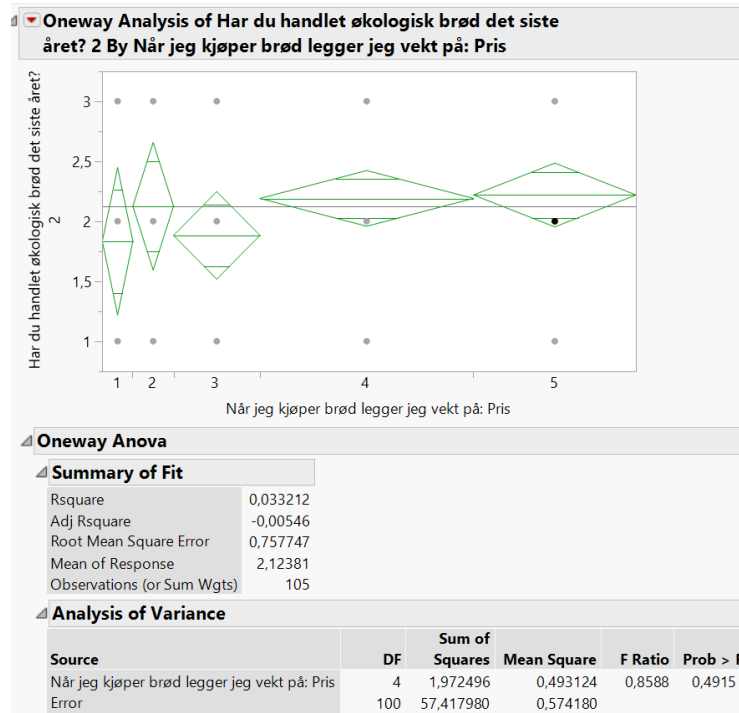 Oneway Analysis of Har du handlet økologisk brød det siste
året? 2 By Når jeg kjøper brød legger jeg vekt på: Pris
Har du handlet økologisk brød det siste året?
2
3
2,5
2
1,5
1
1 2 3 4 5
Når jeg kjøper brød legger jeg vekt på: Pris
Oneway Anova
Summary of Fit
Rsquare 0,033212
Adj Rsquare -0,00546
Root Mean Square Error 0,757747
Mean of Response 2,12381
Observations (or Sum Wgts) 105
Analysis of Variance
Sum of
Source DF Squares Mean Square F Ratio Prob >
Når jeg kjøper brød legger jeg vekt på: Pris 4 1,972496 0,493124 0,8588 0,4915
Error 100 57,417980 0,574180